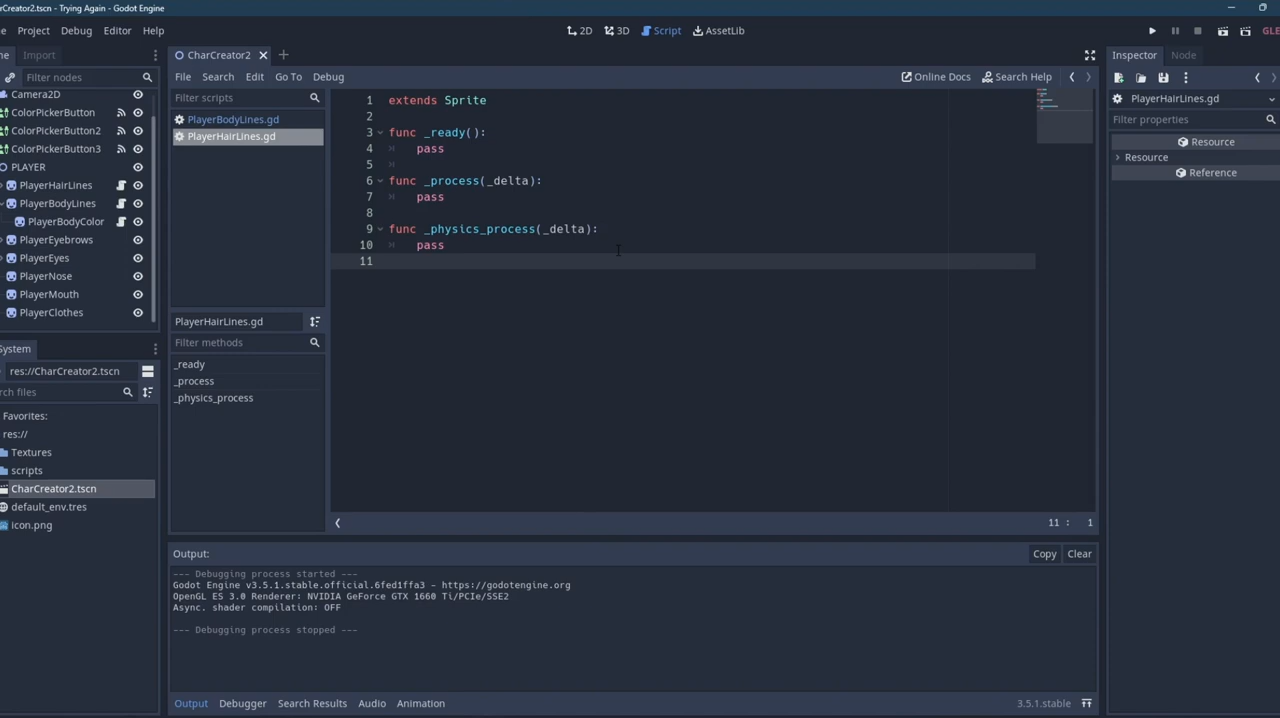 CharCreator2.tscn - Trying Again - Godot Engine
Project Debug Editor Help
2D 3D Script AssetLib
Import
Filter nodes
Camera2D
ColorPickerButton
ColorPickerButton2
ColorPickerButton3
PLAYER
PlayerHairLines
PlayerBodyLines
PlayerBodyColor
PlayerEyebrows
PlayerEyes
PlayerNose
PlayerMouth
PlayerClothes
System
res://CharCreator2.tscn
rch files
Favorites:
res://
Textures
scripts
CharCreator2.tscn
default_env.tres
icon.png
CharCreator2
File Search Edit Go To Debug
Online Docs Search Help
Filter scripts
PlayerBodyLines.gd
PlayerHairLines.gd
PlayerHairLines.gd
Filter methods
_ready
_process
_physics_process
1 extends Sprite
2
3 func _ready():
4 pass
5
6 func _process(_delta):
7 pass
8
9 func _physics_process(_delta):
10 pass
11
11 : 1
Output:
Copy Clear
--- Debugging process started ---
Godot Engine v3.5.1.stable.official.6fed1ffa3 - https://godotengine.org
OpenGL ES 3.0 Renderer: NVIDIA GeForce GTX 1660 Ti/PCIe/SSE2
Async. shader compilation: OFF
--- Debugging process stopped ---
Output Debugger Search Results Audio Animation
3.5.1.stable
GLE
Inspector Node
PlayerHairLines.gd
Filter properties
Resource
Resource
Reference